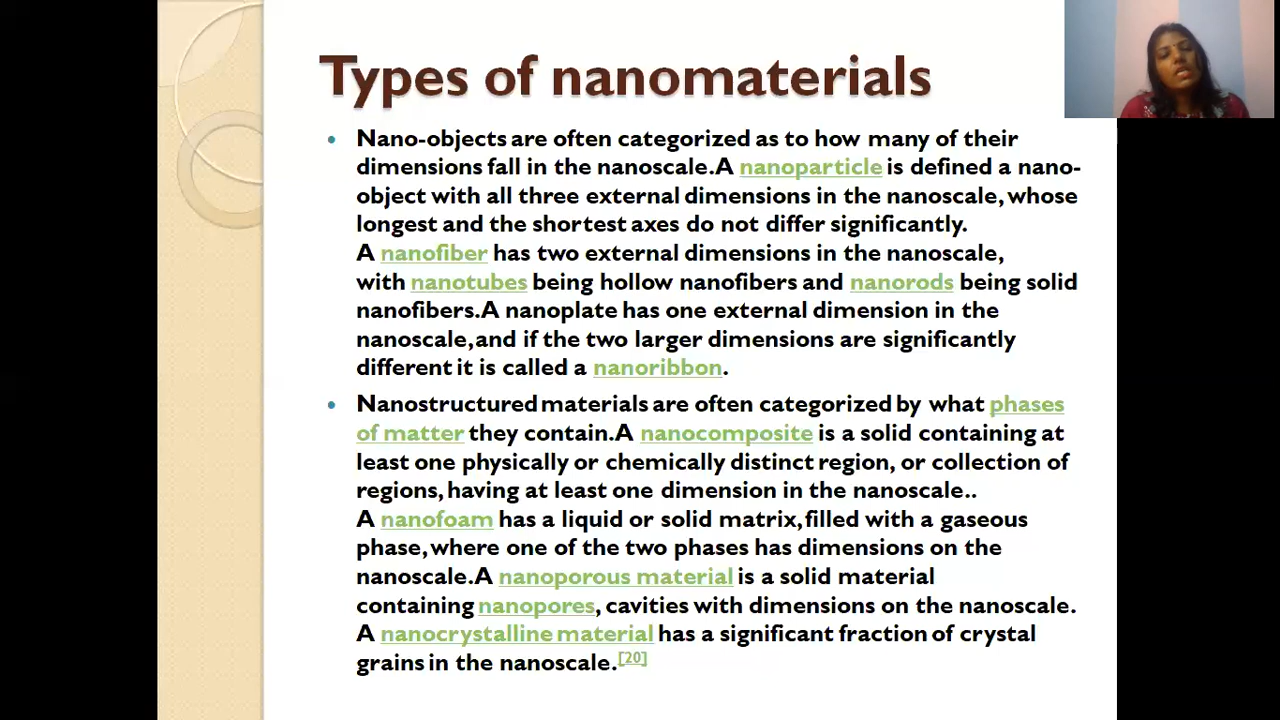 Types of nanomaterials
Nano-objects are often categorized as to how many of their
dimensions fall in the nanoscale. A nanoparticle is defined a nano-
object with all three external dimensions in the nanoscale, whose
longest and the shortest axes do not differ significantly.
A nanofiber has two external dimensions in the nanoscale,
with nanotubes being hollow nanofibers and nanorods being solid
nanofibers. A nanoplate has one external dimension in the
nanoscale, and if the two larger dimensions are significantly
different it is called a nanoribbon.
Nanostructured materials are often categorized by what phases
of matter they contain. A nanocomposite is a solid containing at
least one physically or chemically distinct region, or collection of
regions, having at least one dimension in the nanoscale..
A nanofoam has a liquid or solid matrix, filled with a gaseous
phase, where one of the two phases has dimensions on the
nanoscale. A nanoporous material is a solid material
containing nanopores, cavities with dimensions on the nanoscale.
A nanocrystalline material has a significant fraction of crystal
grains in the nanoscale.[20]